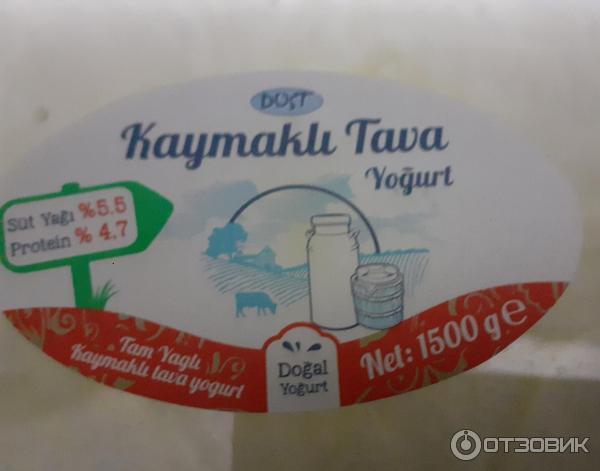 DOST
Kaymaklı Tava
Yoğurt
Süt Yağı %5.5
Protein % 4.7
Tam Yağlı
Kaymaklı tava yogurt
Doğal
Yoğurt
Net: 1500 g e
ОТЗОВИК